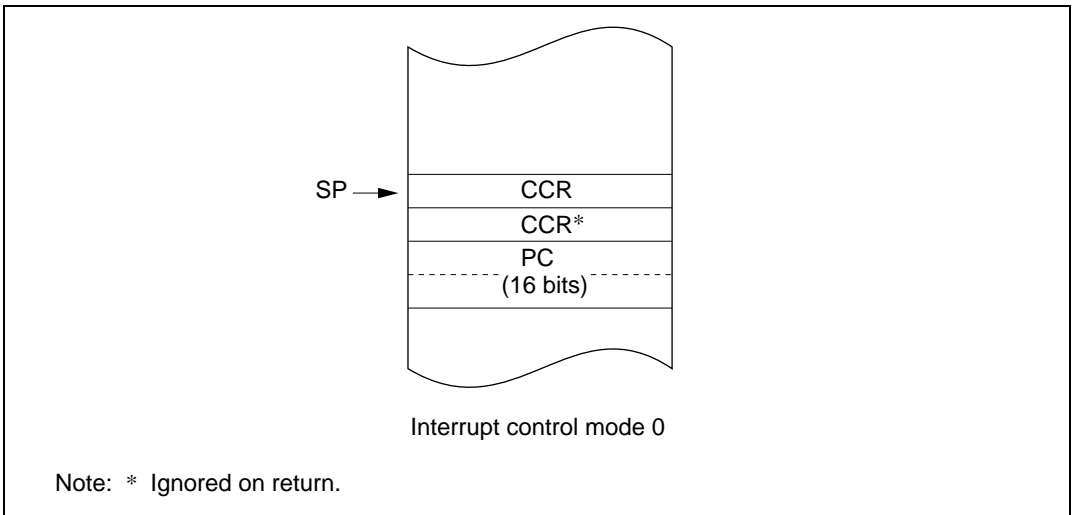 SP
CCR
CCR*
PC
(16 bits)
Interrupt control mode 0
Note: * Ignored on return.